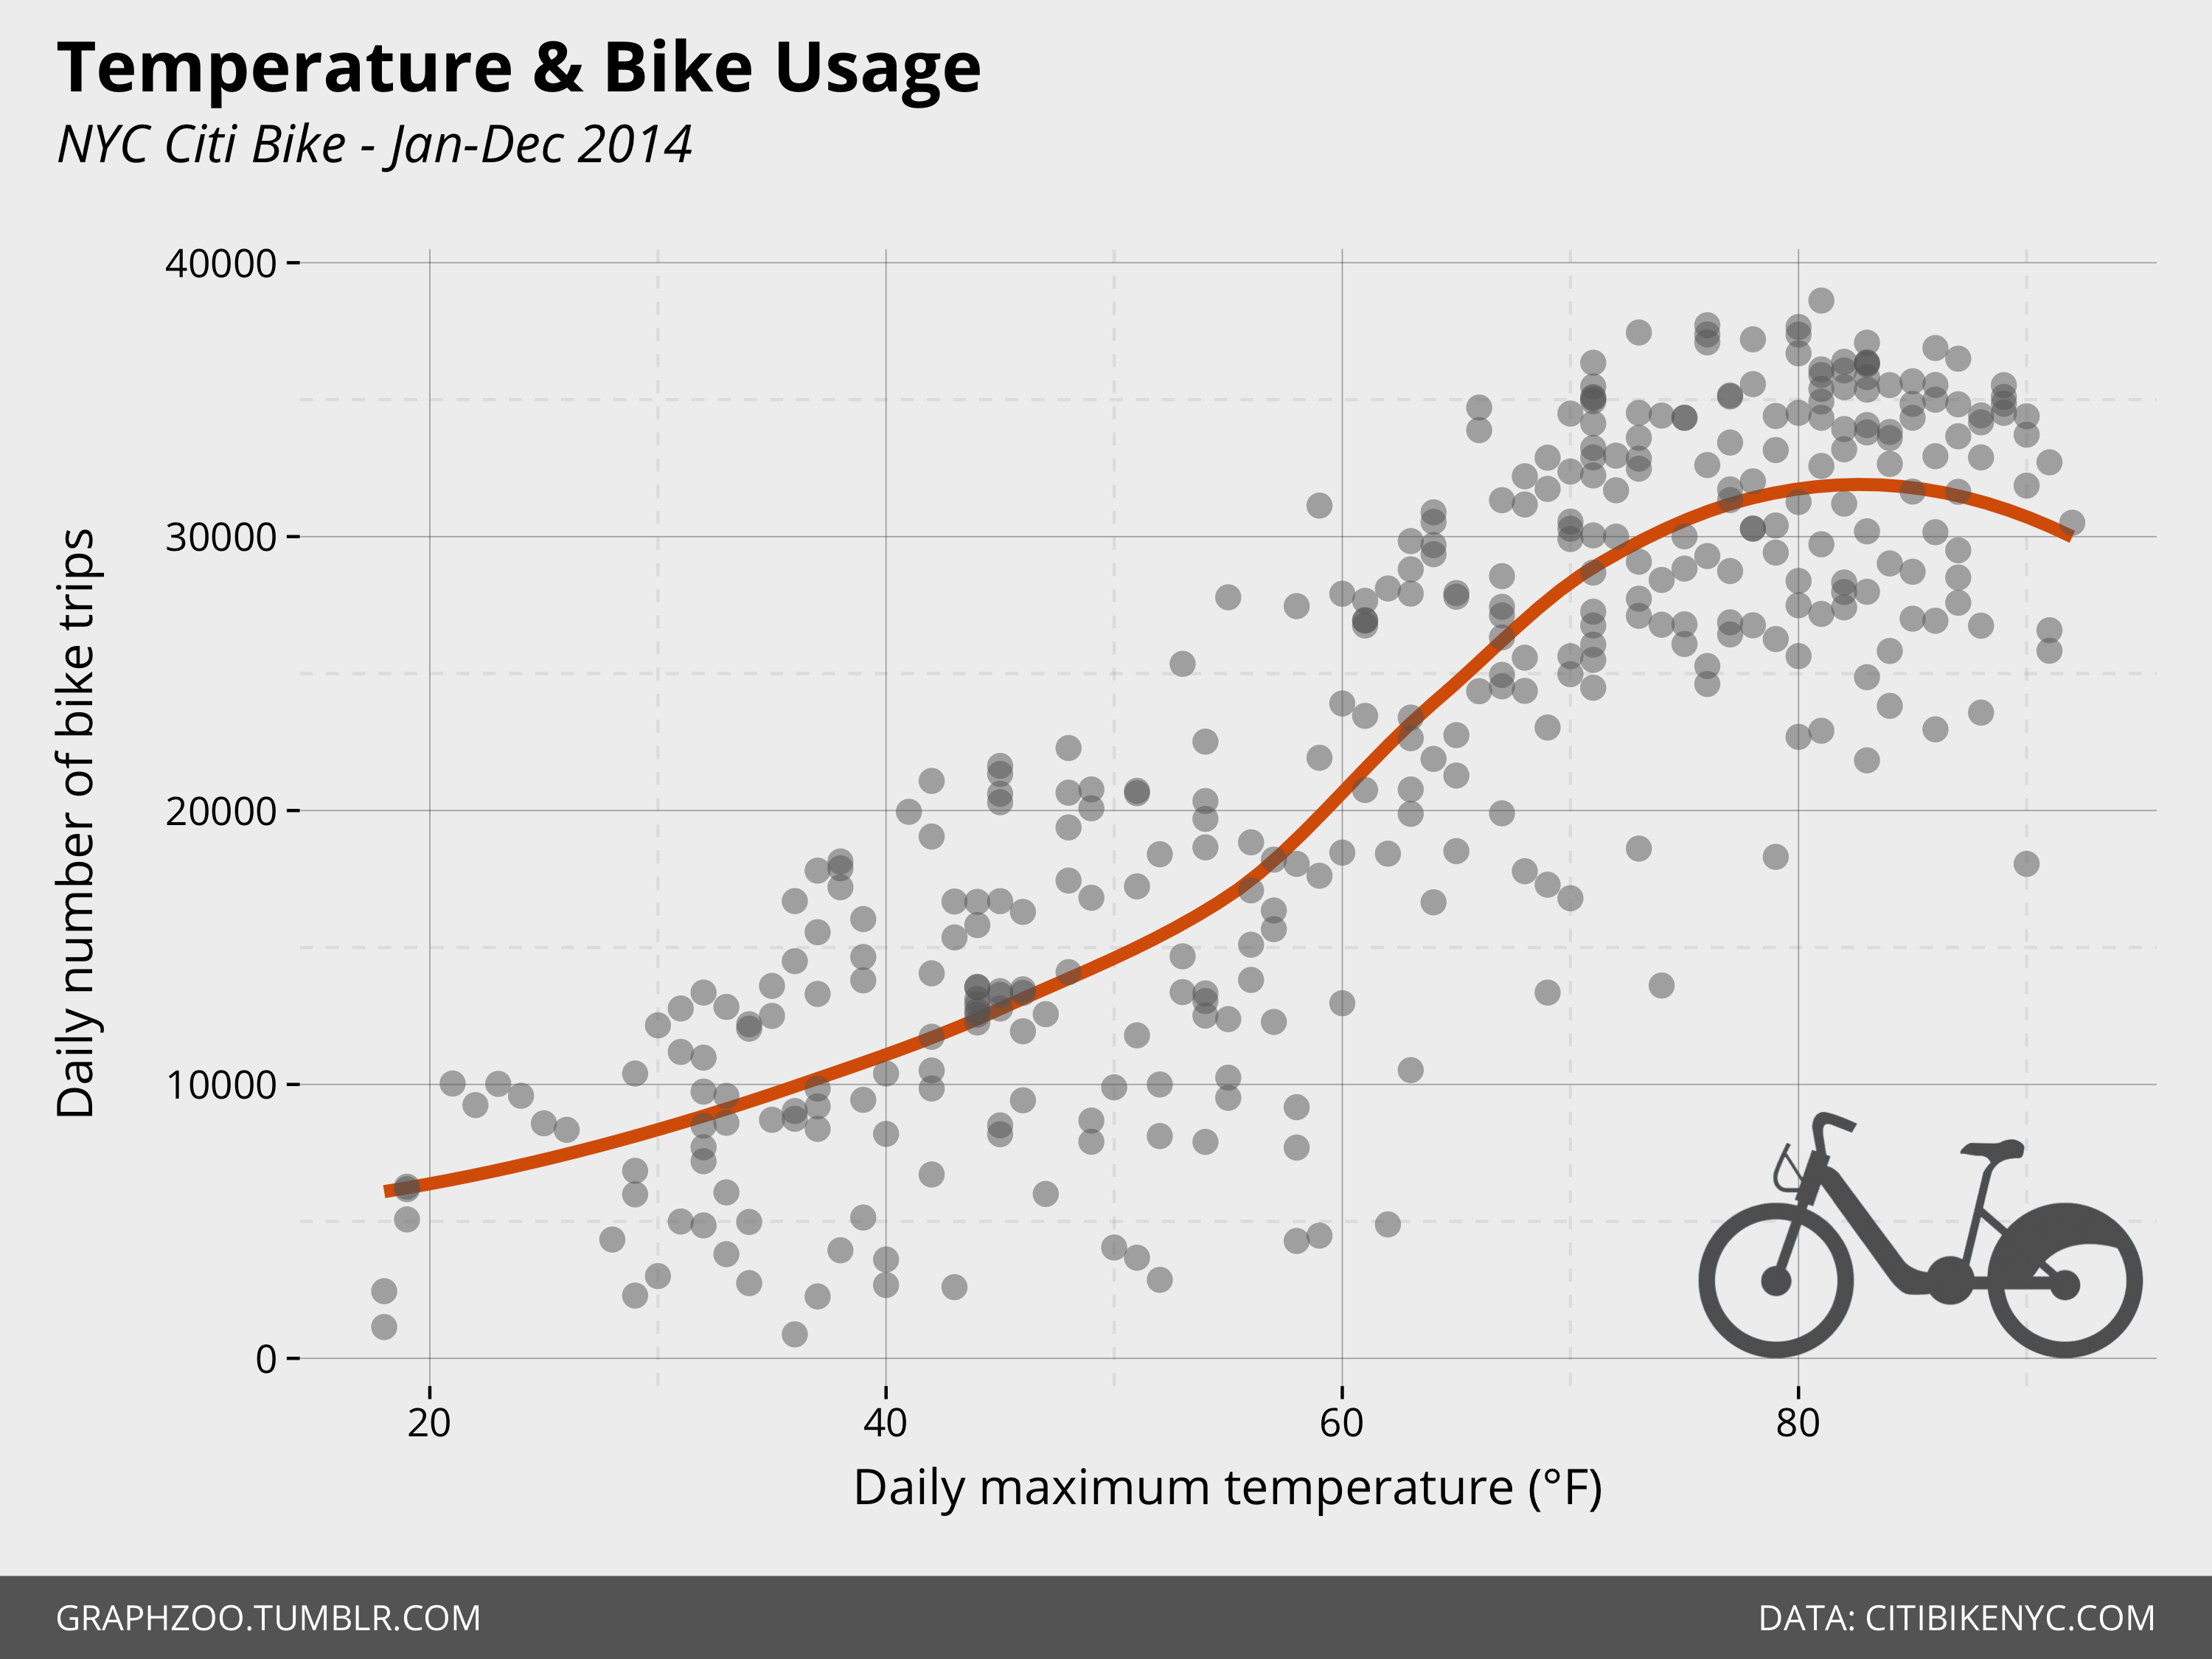 Temperature & Bike Usage
NYC Citi Bike - Jan-Dec 2014
40000
30000
20000
10000
0
Daily number of bike trips
20 40 60 80
Daily maximum temperature (°F)
GRAPHZOO.TUMBLR.COM
DATA: CITIBIKENYC.COM